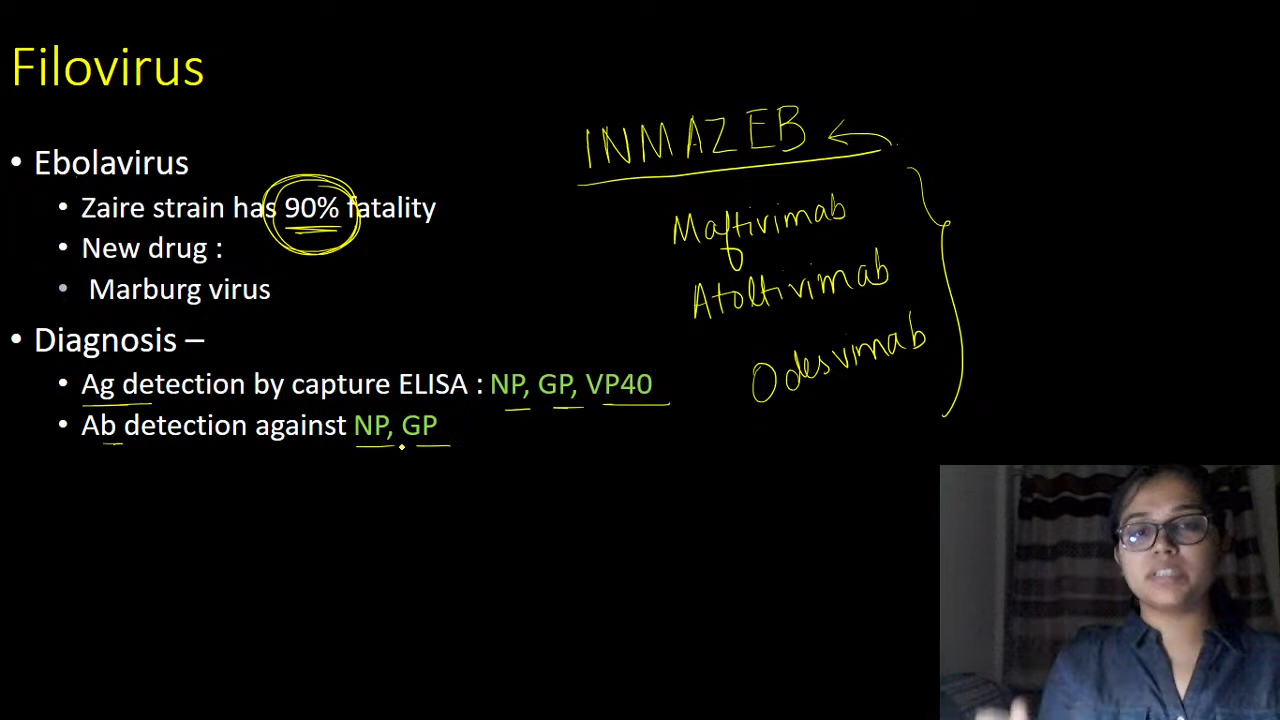 Filovirus
• Ebolavirus
• Zaire strain has 90% fatality
• New drug :
• Marburg virus
• Diagnosis –
• Ag detection by capture ELISA : NP, GP, VP40
• Ab detection against NP, GP
INMAZEB
Maftivimab
Atoltivimab
Odesvimab